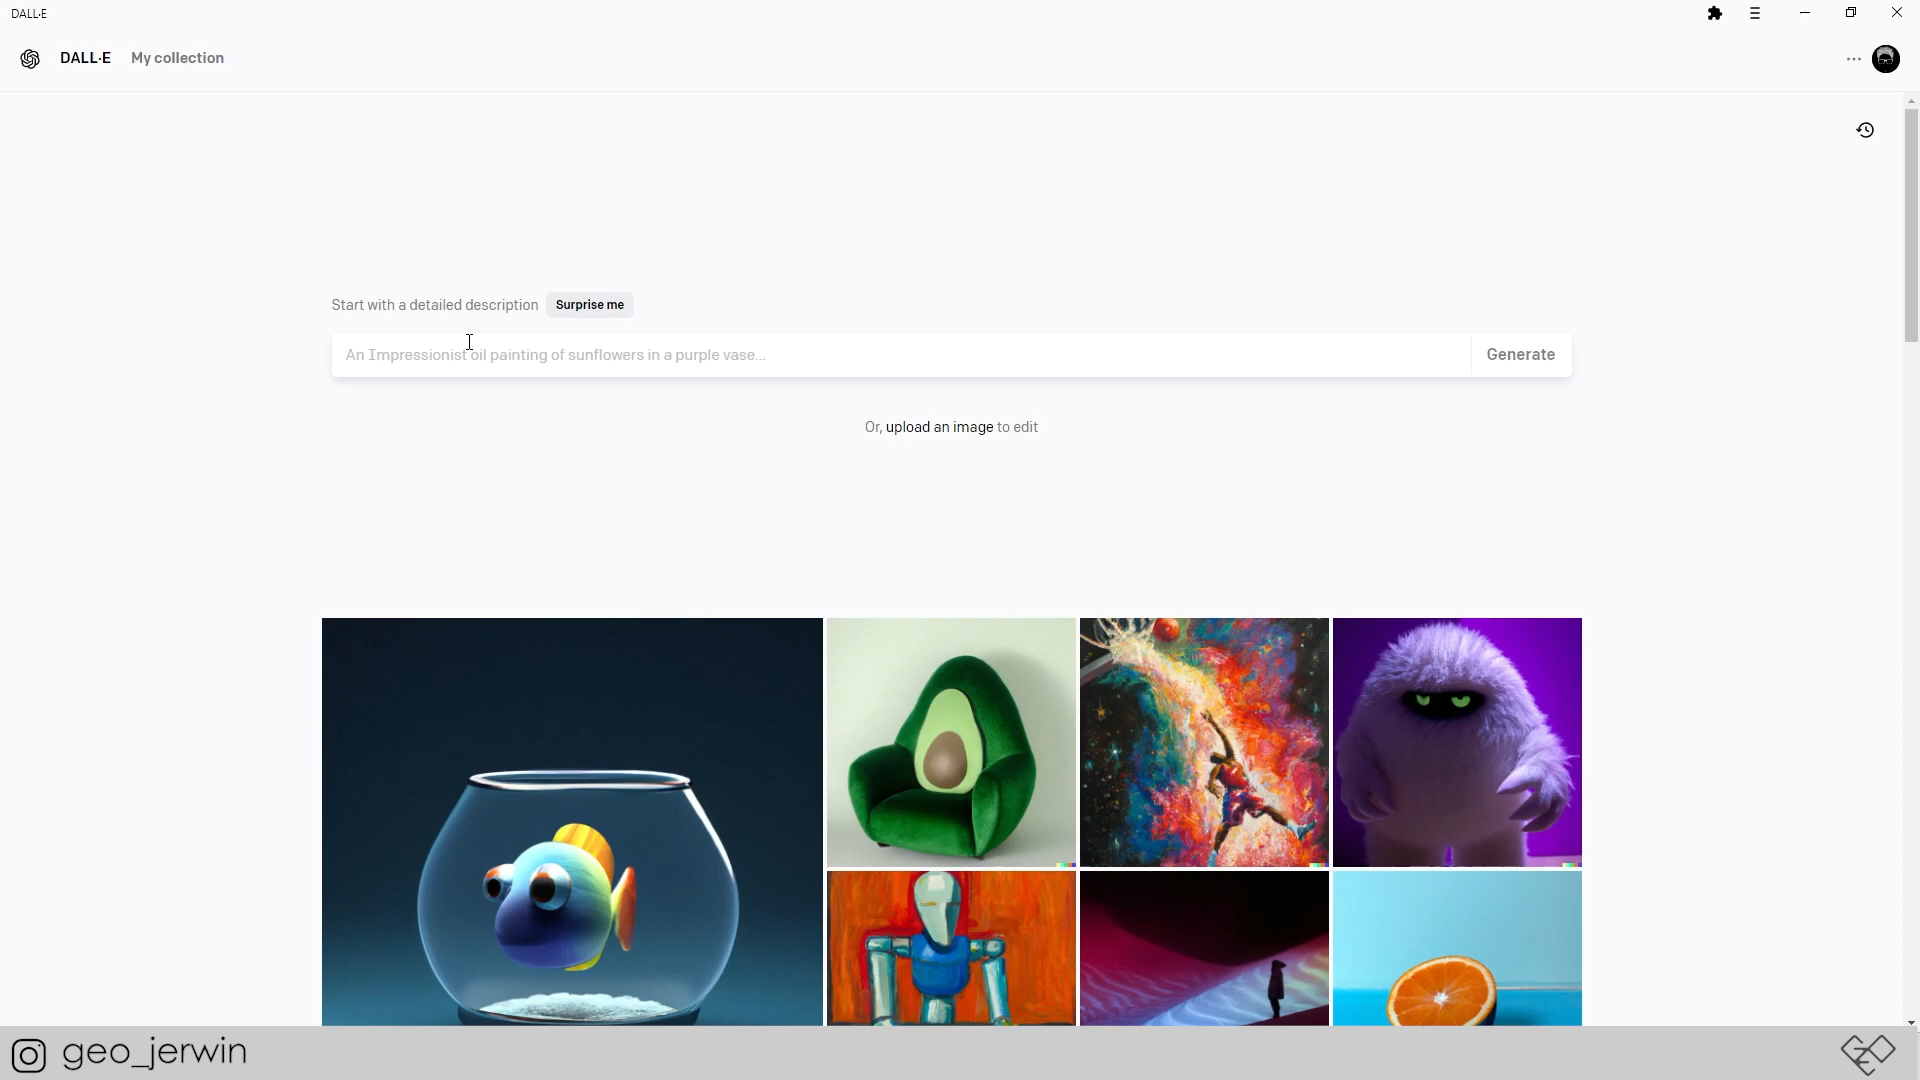 DALL·E
DALL·E My collection
Start with a detailed description Surprise me
An Impressionist oil painting of sunflowers in a purple vase...
Generate
Or, upload an image to edit
geo_jerwin